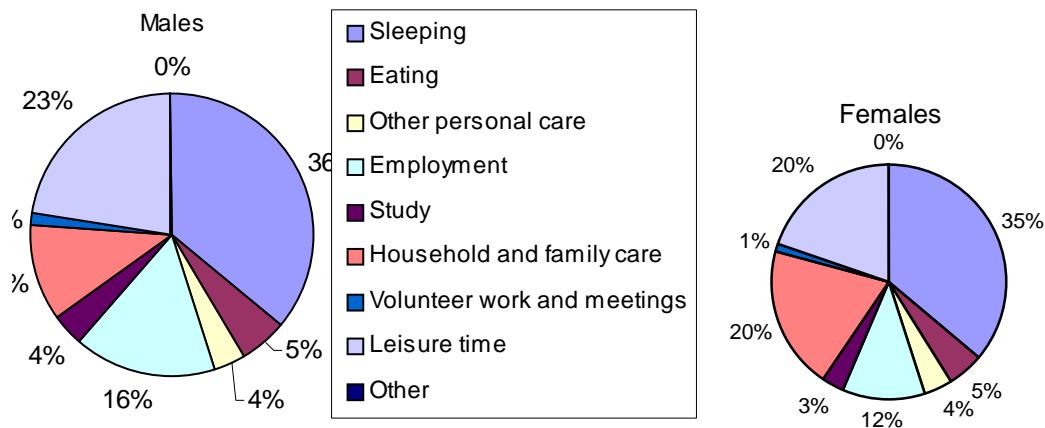 Males
0%
23%
36
%
%
5%
4%
4%
16%
Sleeping
Eating
Other personal care
Employment
Study
Household and family care
Volunteer work and meetings
Leisure time
Other
Females
0%
20%
35%
1%
20%
5%
3%
4%
12%